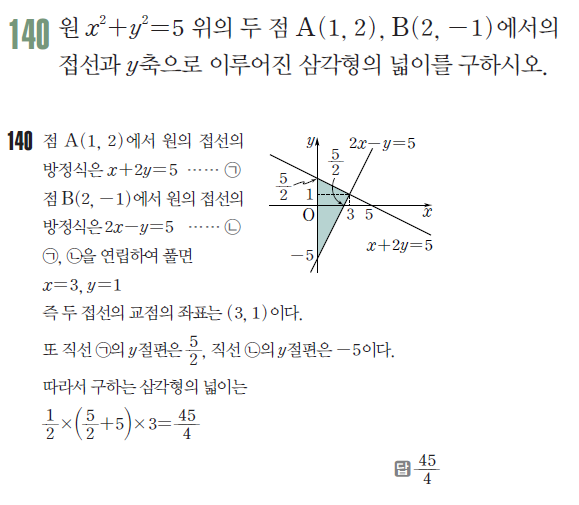 140 원 x²+y²=5 위의 두 점 A(1, 2), B(2, -1)에서의
접선과 y축으로 이루어진 삼각형의 넓이를 구하시오.
140 점 A(1, 2)에서 원의 접선의
방정식은 x+2y=5 …… ㉠
점 B(2, -1)에서 원의 접선의
방정식은 2x-y=5 …… ㉡
㉠, ㉡을 연립하여 풀면
x=3, y=1
즉 두 접선의 교점의 좌표는 (3, 1)이다.
또 직선 ㉠의 y절편은 5/2, 직선 ㉡의 y절편은 -5이다.
따라서 구하는 삼각형의 넓이는
1/2×(5/2+5)×3=45/4
y
2x-y=5
5/2
5/2
1
O
3 5
x
x+2y=5
-5
답 45/4